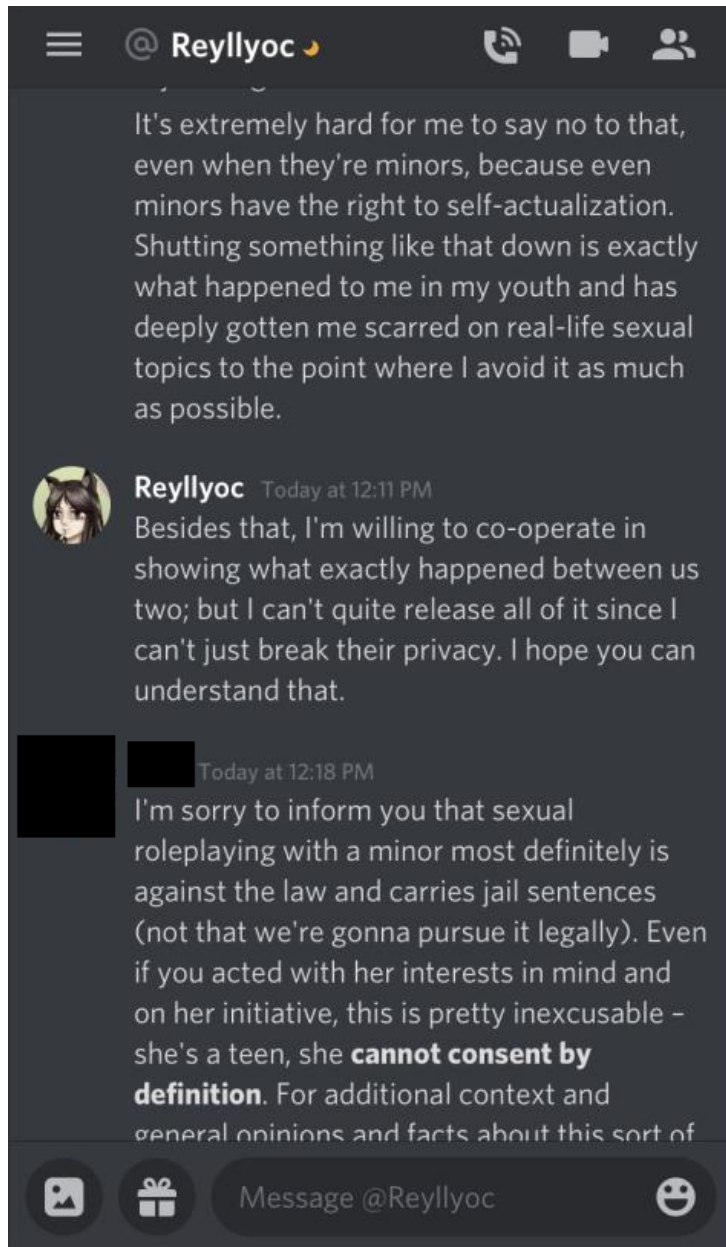 @ Reyllyoc
It's extremely hard for me to say no to that,
even when they're minors, because even
minors have the right to self-actualization.
Shutting something like that down is exactly
what happened to me in my youth and has
deeply gotten me scarred on real-life sexual
topics to the point where I avoid it as much
as possible.
Reyllyoc Today at 12:11 PM
Besides that, I'm willing to co-operate in
showing what exactly happened between us
two; but I can't quite release all of it since I
can't just break their privacy. I hope you can
understand that.
Today at 12:18 PM
I'm sorry to inform you that sexual
roleplaying with a minor most definitely is
against the law and carries jail sentences
(not that we're gonna pursue it legally). Even
if you acted with her interests in mind and
on her initiative, this is pretty inexcusable –
she's a teen, she cannot consent by
definition. For additional context and
general opinions and facts about this sort of
Message @Reyllyoc